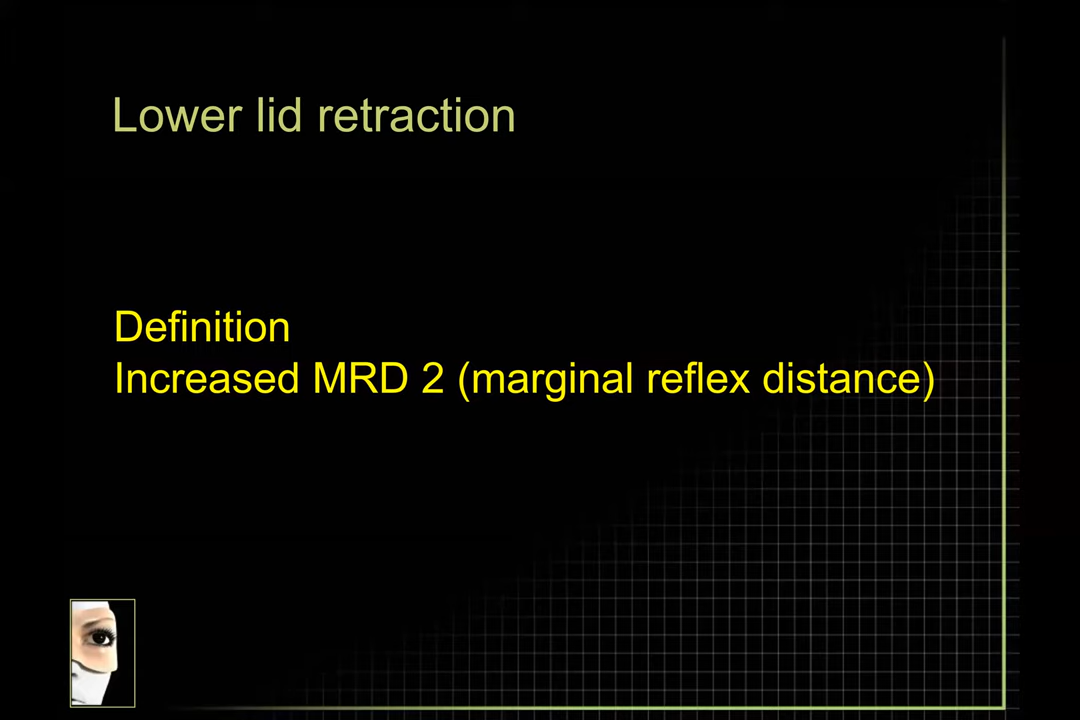 Lower lid retraction
Definition
Increased MRD 2 (marginal reflex distance)